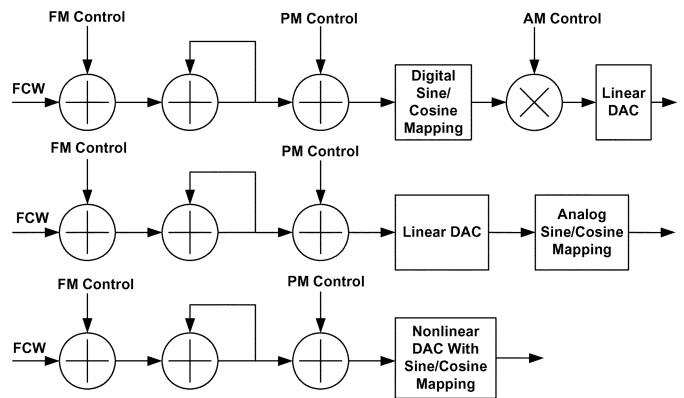 FM Control
PM Control
AM Control
FCW
Digital
Sine/
Cosine
Mapping
Linear
DAC
FM Control
PM Control
FCW
Linear DAC
Analog
Sine/Cosine
Mapping
FM Control
PM Control
FCW
Nonlinear
DAC With
Sine/Cosine
Mapping